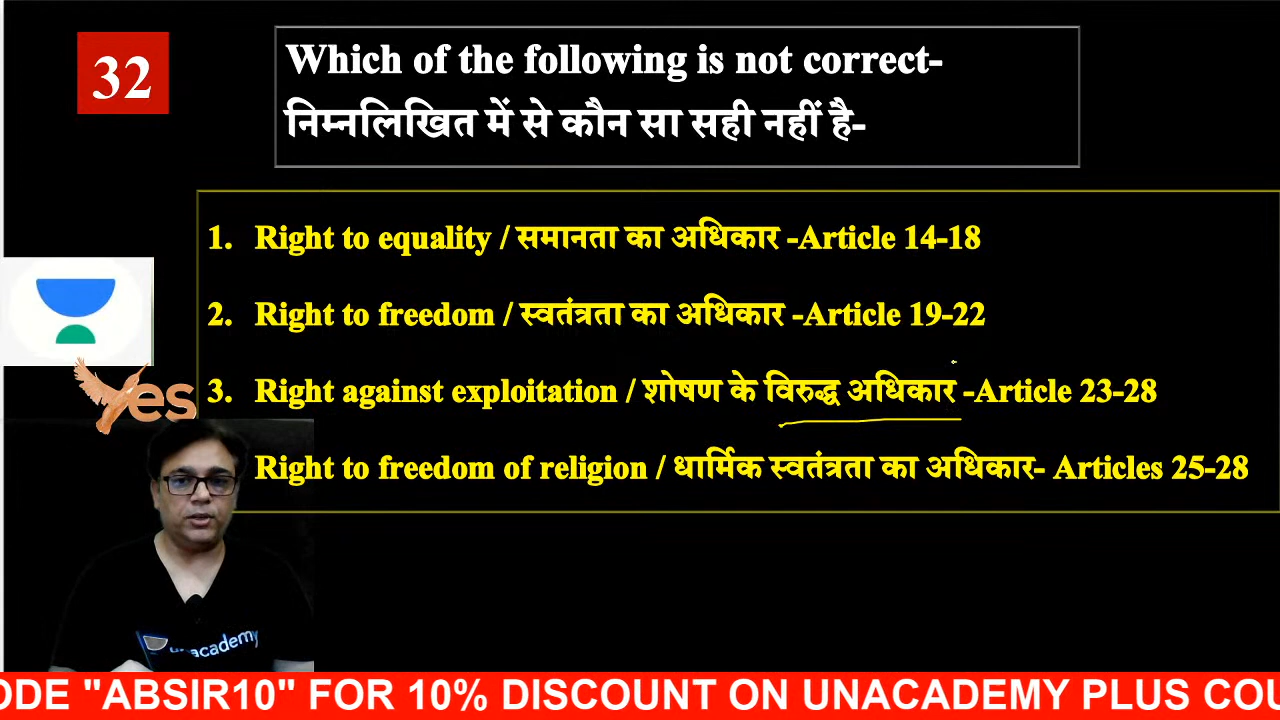 32
Which of the following is not correct-
निम्नलिखित में से कौन सा सही नहीं है-
1. Right to equality / समानता का अधिकार -Article 14-18
2. Right to freedom / स्वतंत्रता का अधिकार -Article 19-22
3. Right against exploitation / शोषण के विरुद्ध अधिकार -Article 23-28
Right to freedom of religion / धार्मिक स्वतंत्रता का अधिकार- Articles 25-28
Yes
unacademy
ODE "ABSIR10" FOR 10% DISCOUNT ON UNACADEMY PLUS COU